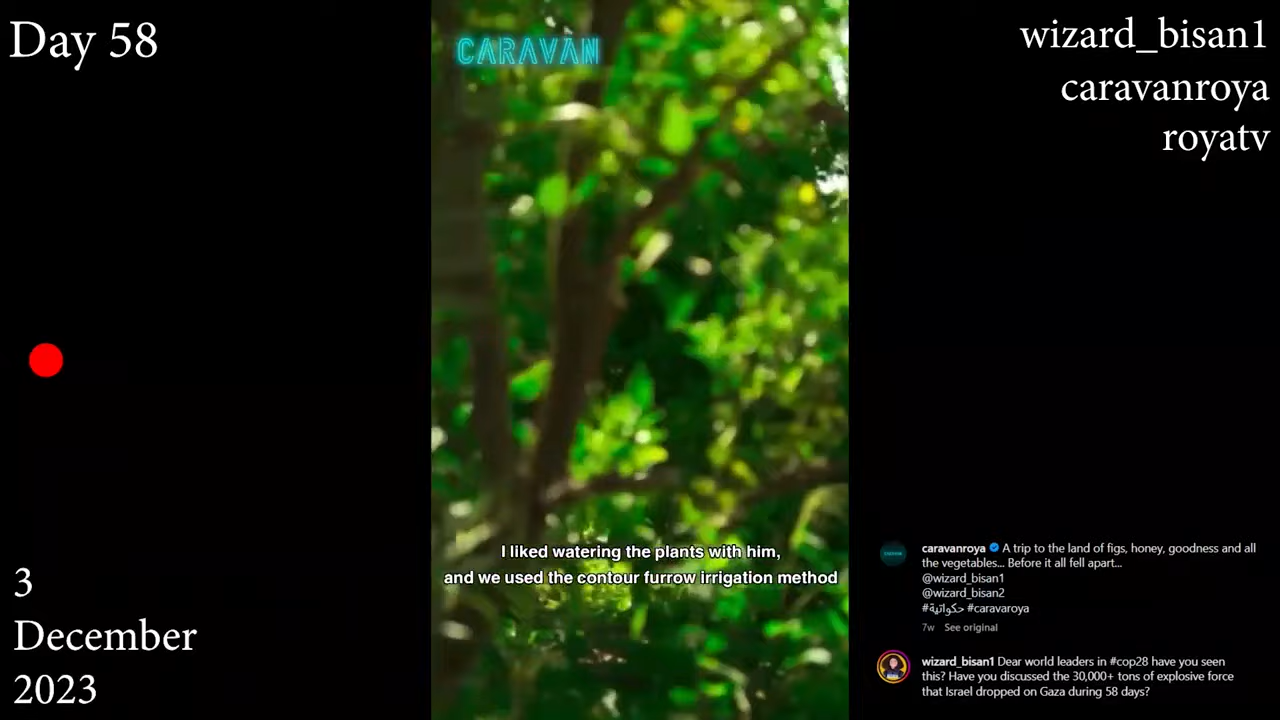 Day 58
wizard_bisan1
caravanroya
royatv
CARAVAN
I liked watering the plants with him,
and we used the contour furrow irrigation method
3
December
2023
caravanroya A trip to the land of figs, honey, goodness and all
the vegetables... Before it all fell apart...
@wizard_bisan1
@wizard_bisan2
#حكواتية #caravaroya
7w See original
wizard_bisan1 Dear world leaders in #cop28 have you seen
this? Have you discussed the 30,000+ tons of explosive force
that Israel dropped on Gaza during 58 days?